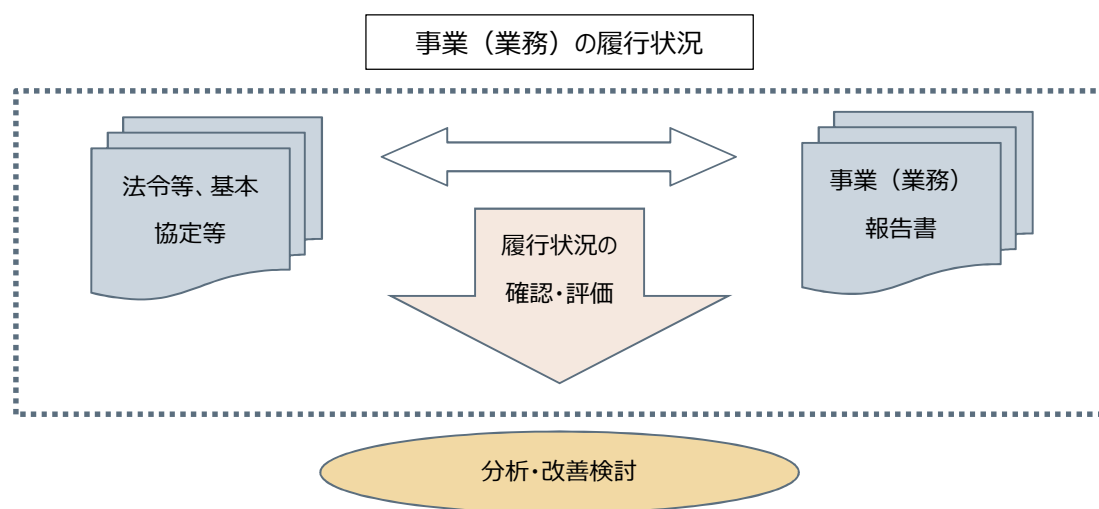 事業（業務）の履行状況
法令等、基本
協定等
事業（業務）
報告書
履行状況の
確認・評価
分析・改善検討